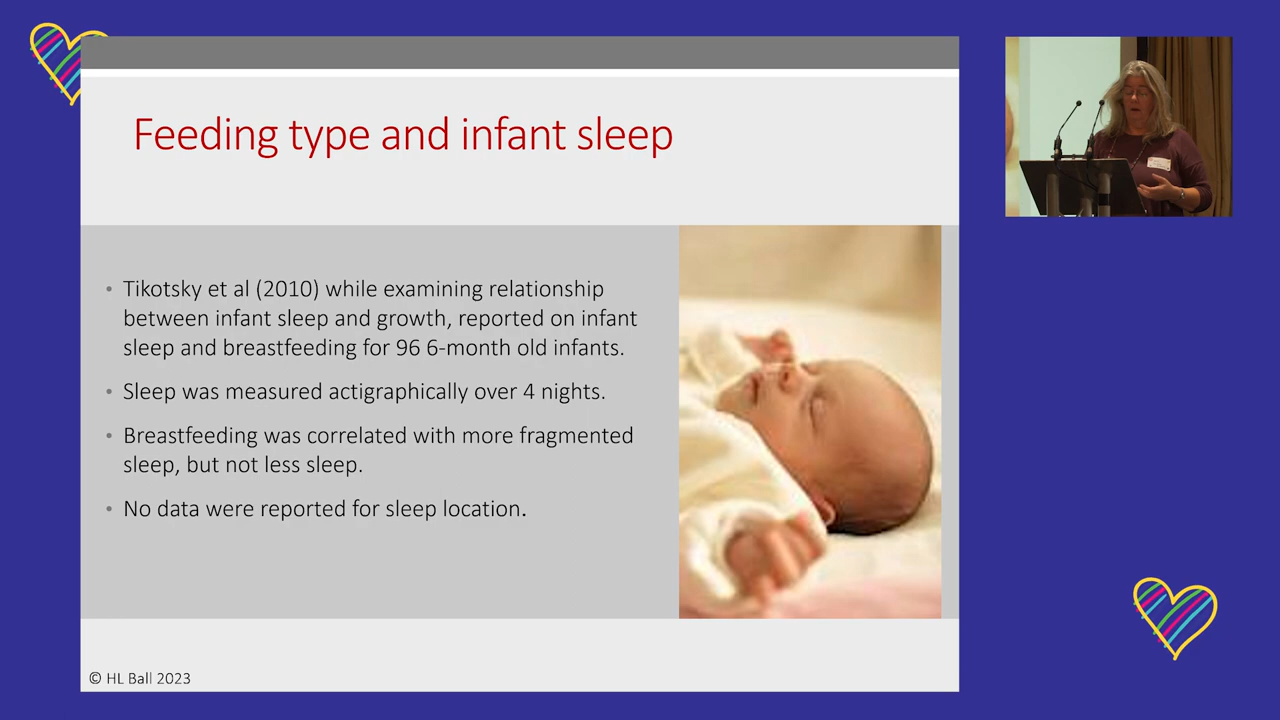 Feeding type and infant sleep
• Tikotsky et al (2010) while examining relationship
between infant sleep and growth, reported on infant
sleep and breastfeeding for 96 6-month old infants.
• Sleep was measured actigraphically over 4 nights.
• Breastfeeding was correlated with more fragmented
sleep, but not less sleep.
• No data were reported for sleep location.
© HL Ball 2023